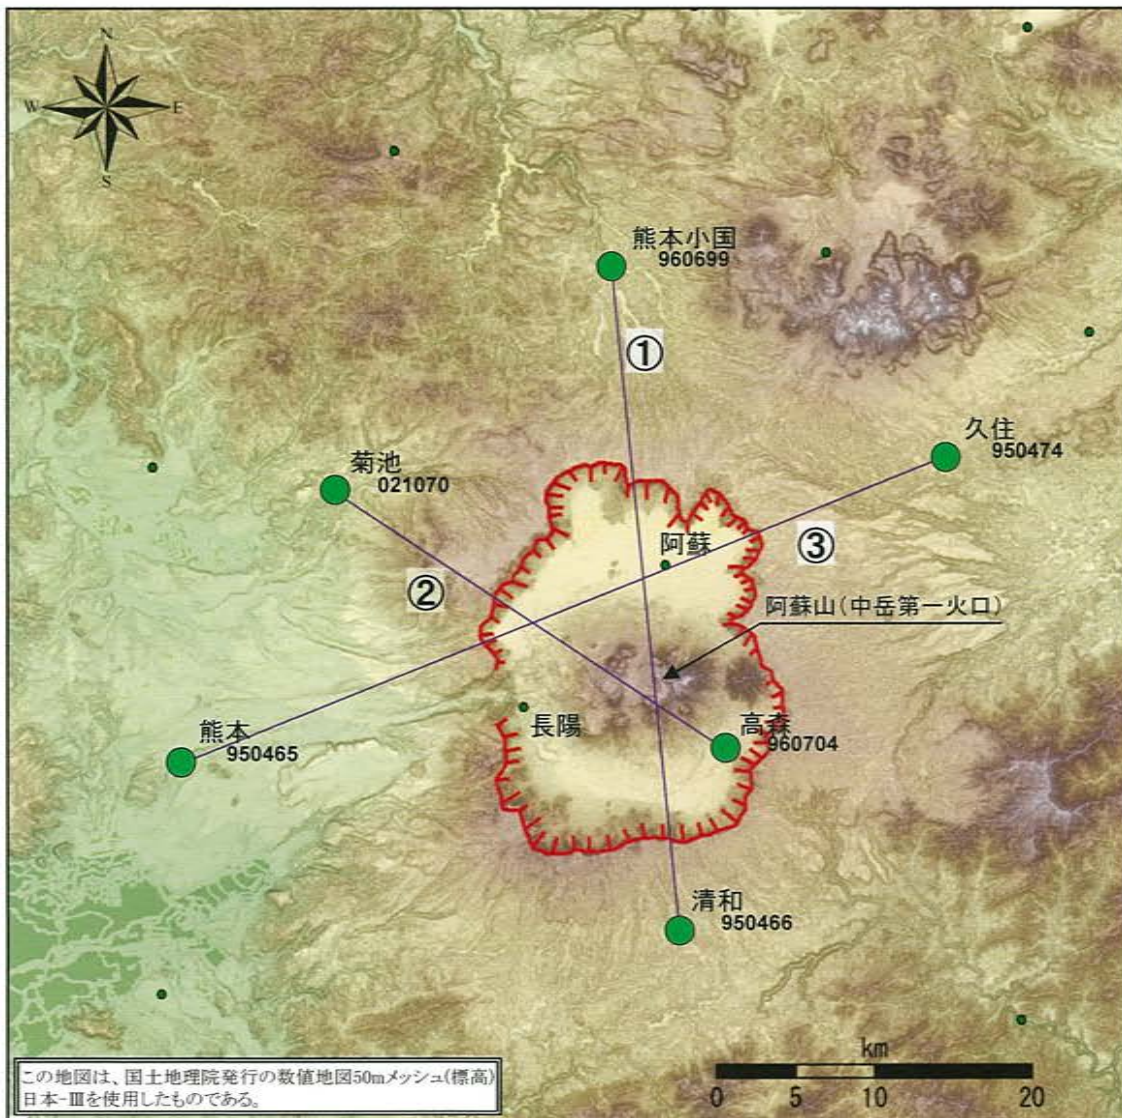 N
W
E
S
熊本小国
960699
①
久住
950474
菊池
021070
阿蘇
③
②
阿蘇山(中岳第一火口)
長陽
熊本
950465
高森
960704
清和
950466
この地図は、国土地理院発行の数値地図50mメッシュ(標高)
日本-Ⅲを使用したものである。
km
0 5 10 20